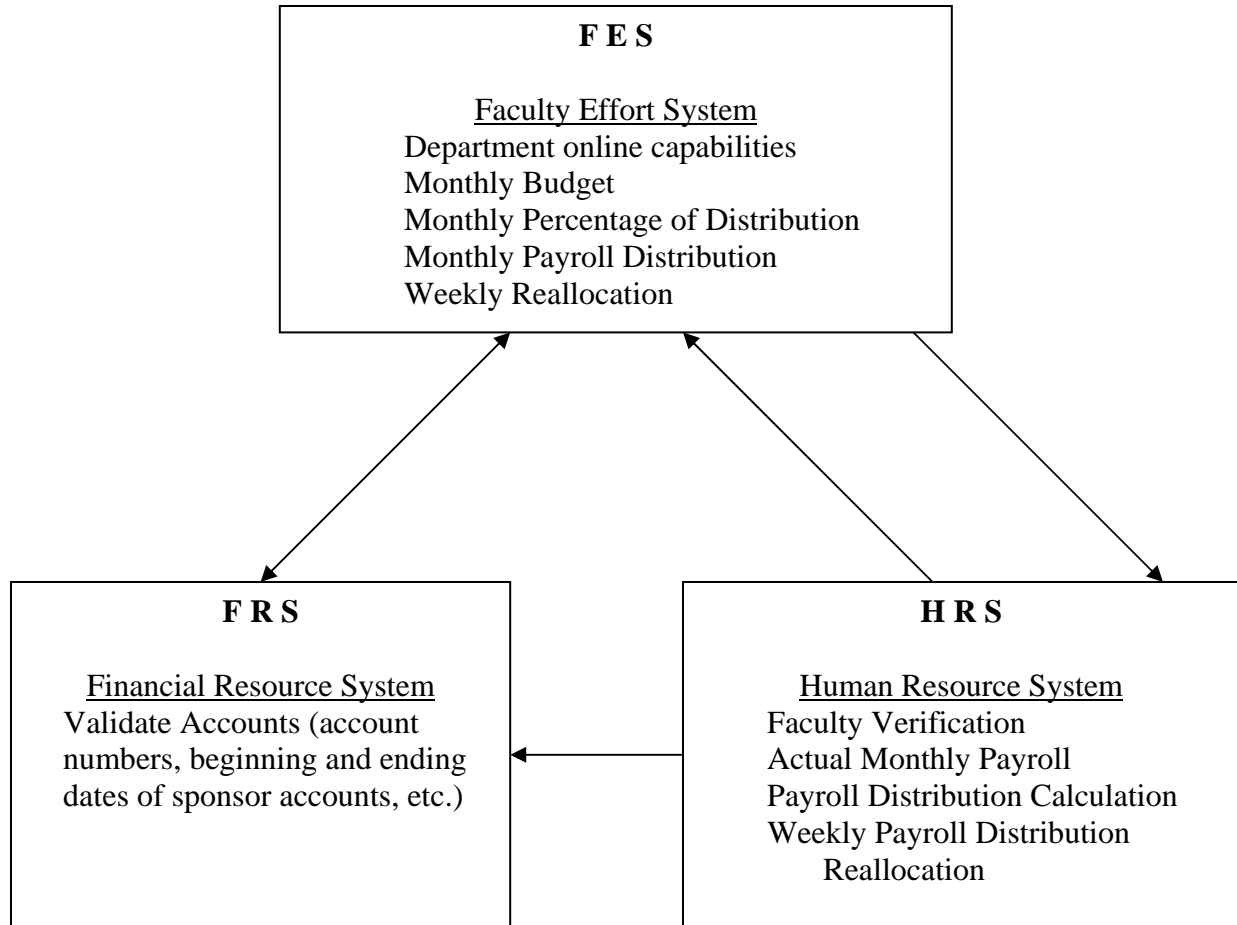 F E S
Faculty Effort System
Department online capabilities
Monthly Budget
Monthly Percentage of Distribution
Monthly Payroll Distribution
Weekly Reallocation
F R S
Financial Resource System
Validate Accounts (account
numbers, beginning and ending
dates of sponsor accounts, etc.)
H R S
Human Resource System
Faculty Verification
Actual Monthly Payroll
Payroll Distribution Calculation
Weekly Payroll Distribution
Reallocation